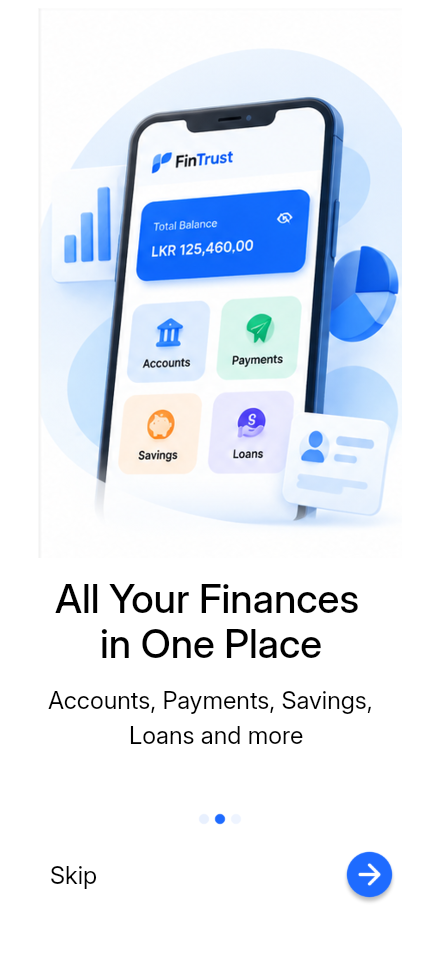 FinTrust
Total Balance
LKR 125,460,00
Accounts
Payments
Savings
Loans
All Your Finances
in One Place
Accounts, Payments, Savings,
Loans and more
Skip